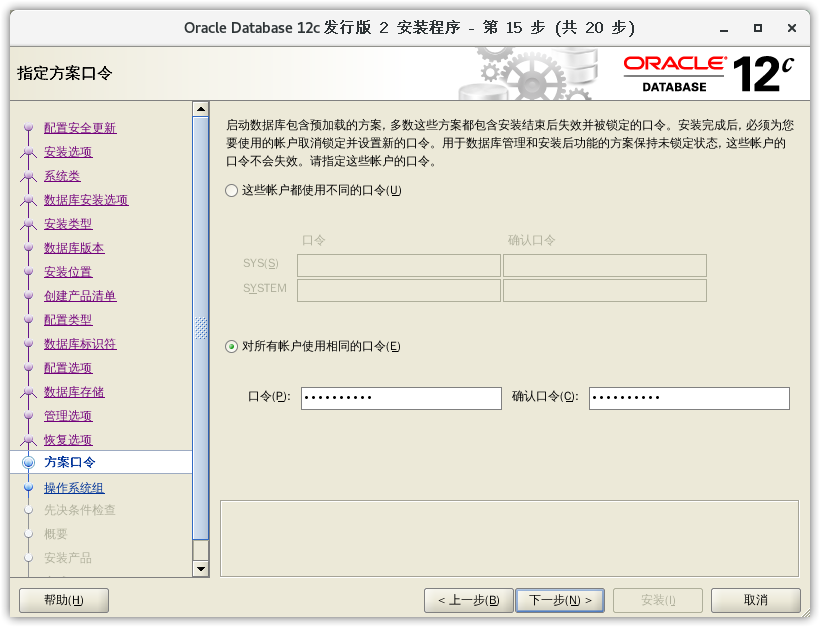 Oracle Database 12c 发行版 2 安装程序 - 第 15 步 (共 20 步)
指定方案口令
ORACLE
DATABASE
12c
配置安全更新
安装选项
系统类
数据库安装选项
安装类型
数据库版本
安装位置
创建产品清单
配置类型
数据库标识符
配置选项
数据库存储
管理选项
恢复选项
方案口令
操作系统组
先决条件检查
概要
安装产品
启动数据库包含预加载的方案, 多数这些方案都包含安装结束后失效并被锁定的口令。安装完成后, 必须为您
要使用的帐户取消锁定并设置新的口令。用于数据库管理和安装后功能的方案保持未锁定状态, 这些帐户的
口令不会失效。请指定这些帐户的口令。
这些帐户都使用不同的口令(U)
口令 确认口令
SYS(S)
SYSTEM
对所有帐户使用相同的口令(E)
口令(P): •••••••••• 确认口令(C): ••••••••••
帮助(H) < 上一步(B) 下一步(N) > 安装(I) 取消